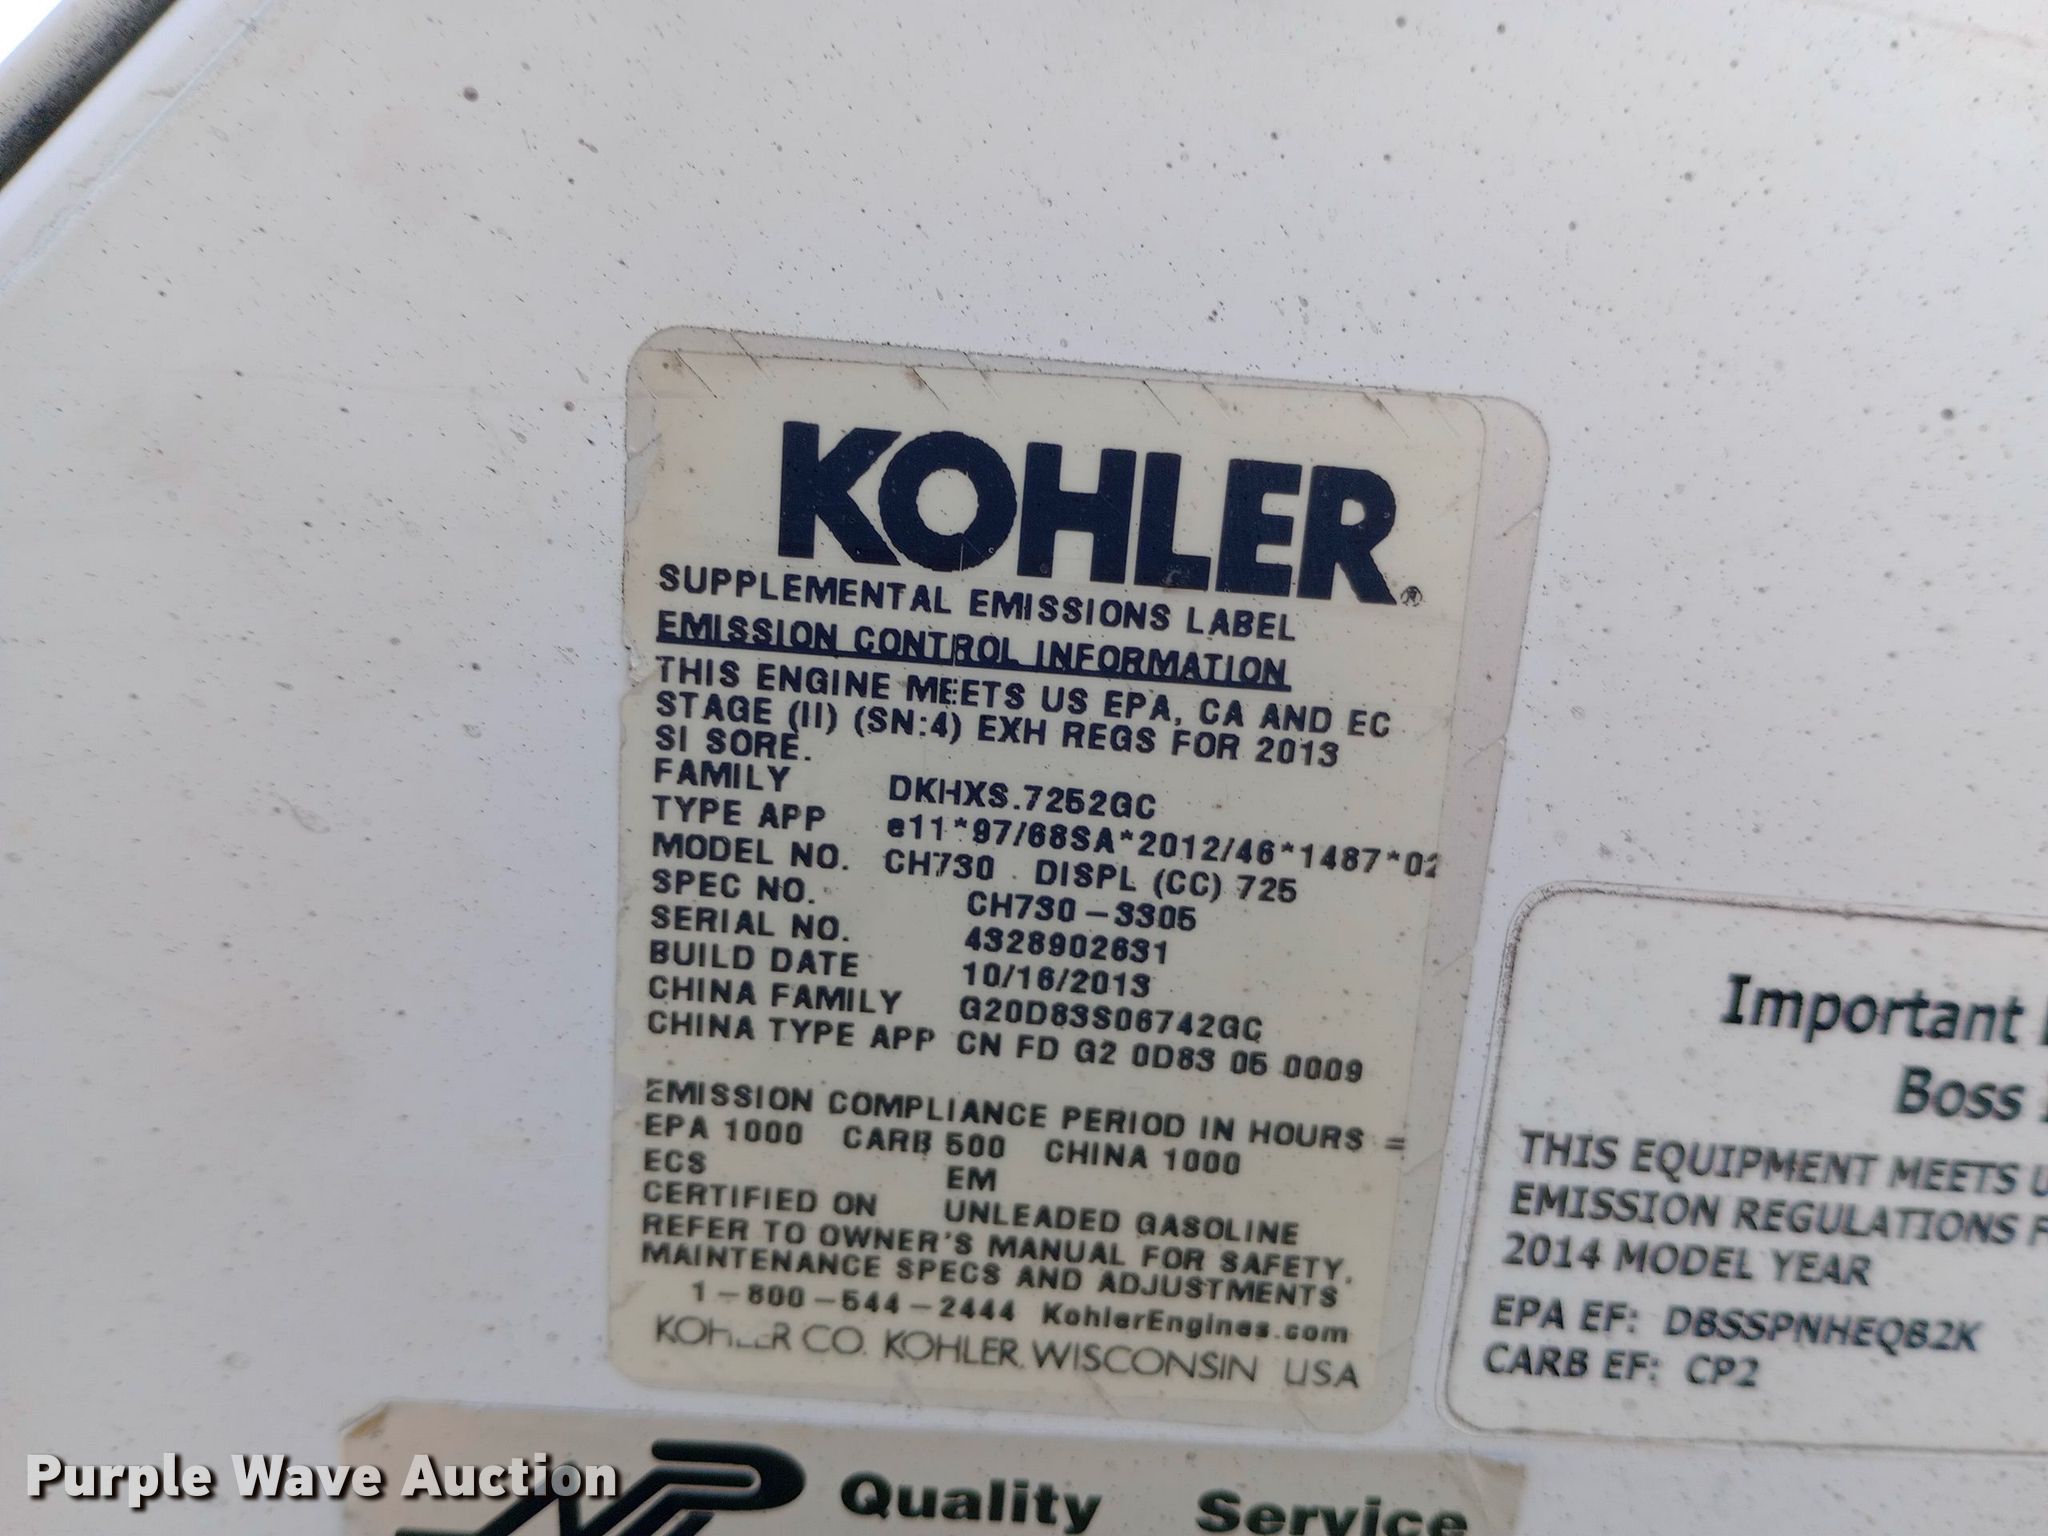 KOHLER®
SUPPLEMENTAL EMISSIONS LABEL
EMISSION CONTROL INFORMATION
THIS ENGINE MEETS US EPA, CA AND EC
STAGE (II) (SN:4) EXH REGS FOR 2013
SI SORE.
FAMILY DKHXS.7252GC
TYPE APP e11*97/68SA*2012/46*1487*02
MODEL NO. CH730 DISPL (CC) 725
SPEC NO. CH730-3305
SERIAL NO. 4328902631
BUILD DATE 10/16/2013
CHINA FAMILY G20D83S06742GC
CHINA TYPE APP CN FD G2 0D83 05 0009
EMISSION COMPLIANCE PERIOD IN HOURS =
EPA 1000 CARB 500 CHINA 1000
ECS EM
CERTIFIED ON UNLEADED GASOLINE
REFER TO OWNER'S MANUAL FOR SAFETY,
MAINTENANCE SPECS AND ADJUSTMENTS
1-800-544-2444 KohlerEngines.com
KOHLER CO. KOHLER, WISCONSIN USA
Important
Boss
THIS EQUIPMENT MEETS
EMISSION REGULATIONS
2014 MODEL YEAR
EPA EF: DBSSPNHEQB2K
CARB EF: CP2
Quality Service
Purple Wave Auction